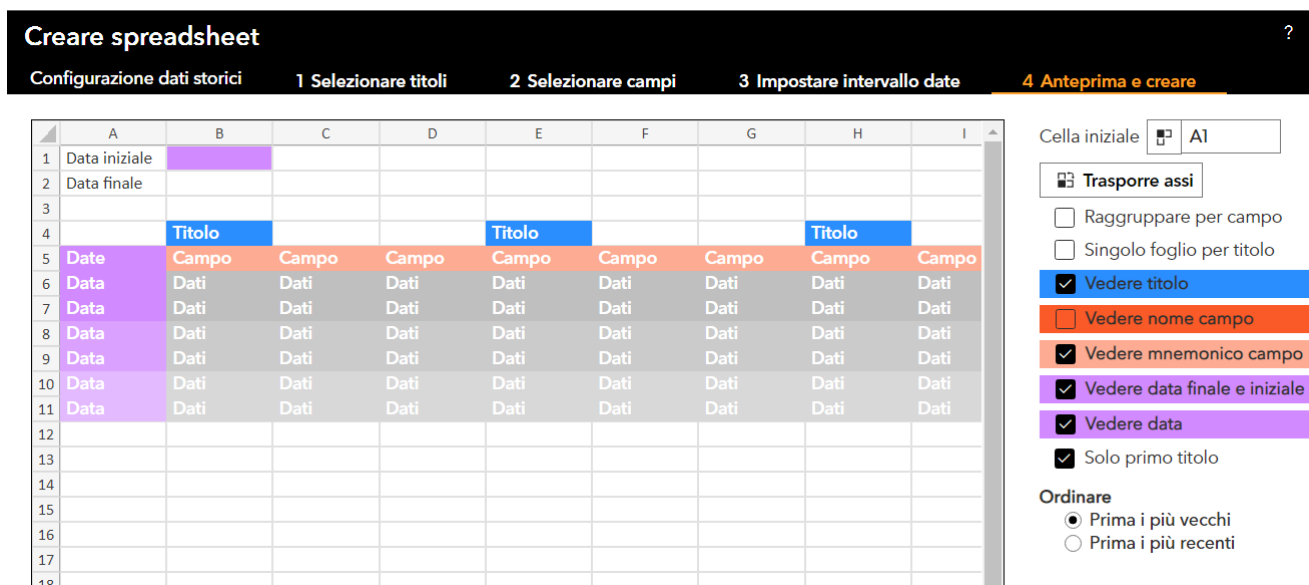 Creare spreadsheet ?
Configurazione dati storici 1 Selezionare titoli 2 Selezionare campi 3 Impostare intervallo date 4 Anteprima e creare
A B C D E F G H I
1 Data iniziale
2 Data finale
3
4 Titolo Titolo Titolo
5 Date Campo Campo Campo Campo Campo Campo Campo Campo
6 Data Dati Dati Dati Dati Dati Dati Dati Dati
7 Data Dati Dati Dati Dati Dati Dati Dati Dati
8 Data Dati Dati Dati Dati Dati Dati Dati Dati
9 Data Dati Dati Dati Dati Dati Dati Dati Dati
10 Data Dati Dati Dati Dati Dati Dati Dati Dati
11 Data Dati Dati Dati Dati Dati Dati Dati Dati
12
13
14
15
16
17
18
Cella iniziale A1
Trasporre assi
Raggruppare per campo
Singolo foglio per titolo
Vedere titolo
Vedere nome campo
Vedere mnemonico campo
Vedere data finale e iniziale
Vedere data
Solo primo titolo
Ordinare
Prima i più vecchi
Prima i più recenti